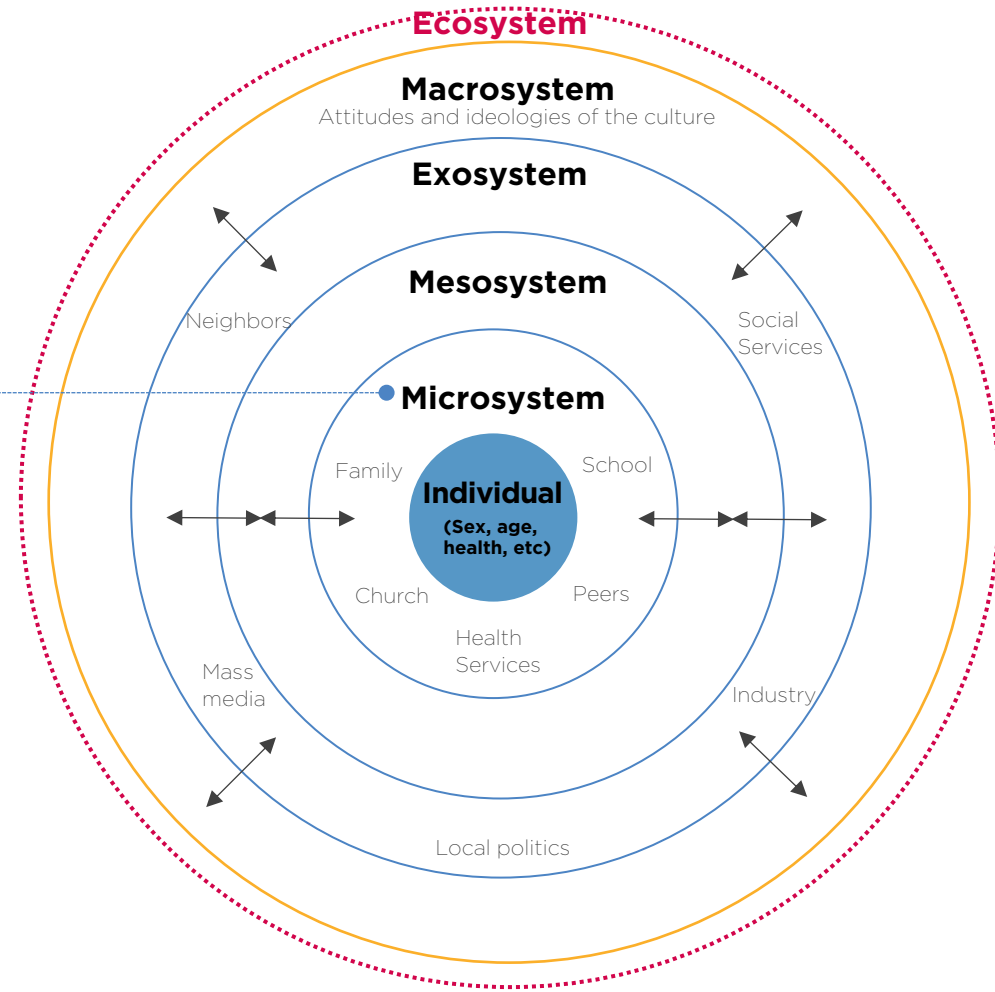 Ecosystem
Macrosystem
Attitudes and ideologies of the culture
Exosystem
Mesosystem
Neighbors
Social
Services
Microsystem
Family
School
Individual
(Sex, age,
health, etc)
Church
Peers
Health
Services
Mass
media
Industry
Local politics